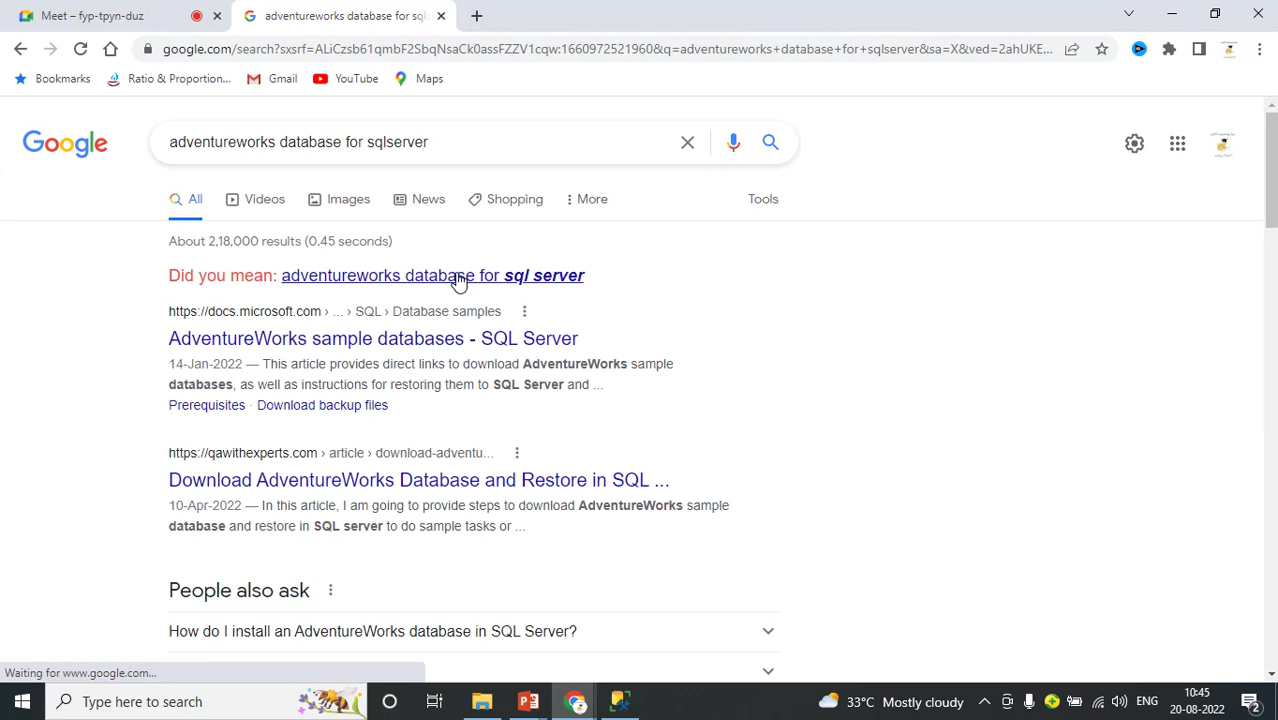 Meet – fyp-tpyn-duz
adventureworks database for sql
google.com/search?sxsrf=ALiCzsb61qmbF2SbqNsaCk0assFZZV1cqw:1660972521960&q=adventureworks+database+for+sqlserver&sa=X&ved=2ahUKE...
Bookmarks
Ratio & Proportion...
Gmail
YouTube
Maps
Google
adventureworks database for sqlserver
All
Videos
Images
News
Shopping
More
Tools
About 2,18,000 results (0.45 seconds)
Did you mean: adventureworks database for sql server
https://docs.microsoft.com › ... › SQL › Database samples
AdventureWorks sample databases - SQL Server
14-Jan-2022 — This article provides direct links to download AdventureWorks sample
databases, as well as instructions for restoring them to SQL Server and ...
Prerequisites · Download backup files
https://qawithexperts.com › article › download-adventu...
Download AdventureWorks Database and Restore in SQL ...
10-Apr-2022 — In this article, I am going to provide steps to download AdventureWorks sample
database and restore in SQL server to do sample tasks or ...
People also ask
How do I install an AdventureWorks database in SQL Server?
Waiting for www.google.com...
Type here to search
33°C Mostly cloudy
ENG
10:45
20-08-2022
2